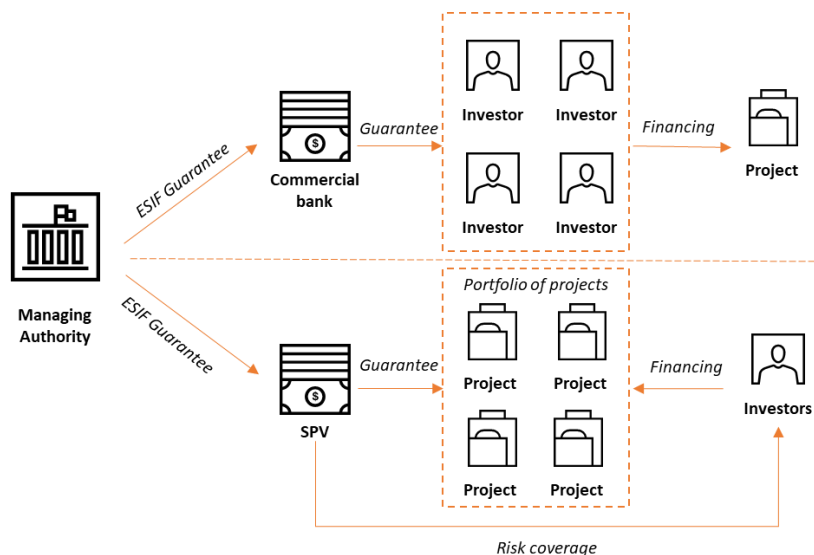 Investor
Investor
Guarantee
Financing
ESIF Guarantee
Commercial
bank
Project
Investor
Investor
Managing
Authority
Portfolio of projects
ESIF Guarantee
Guarantee
Financing
Project
Project
SPV
Investors
Project
Project
Risk coverage
$
$